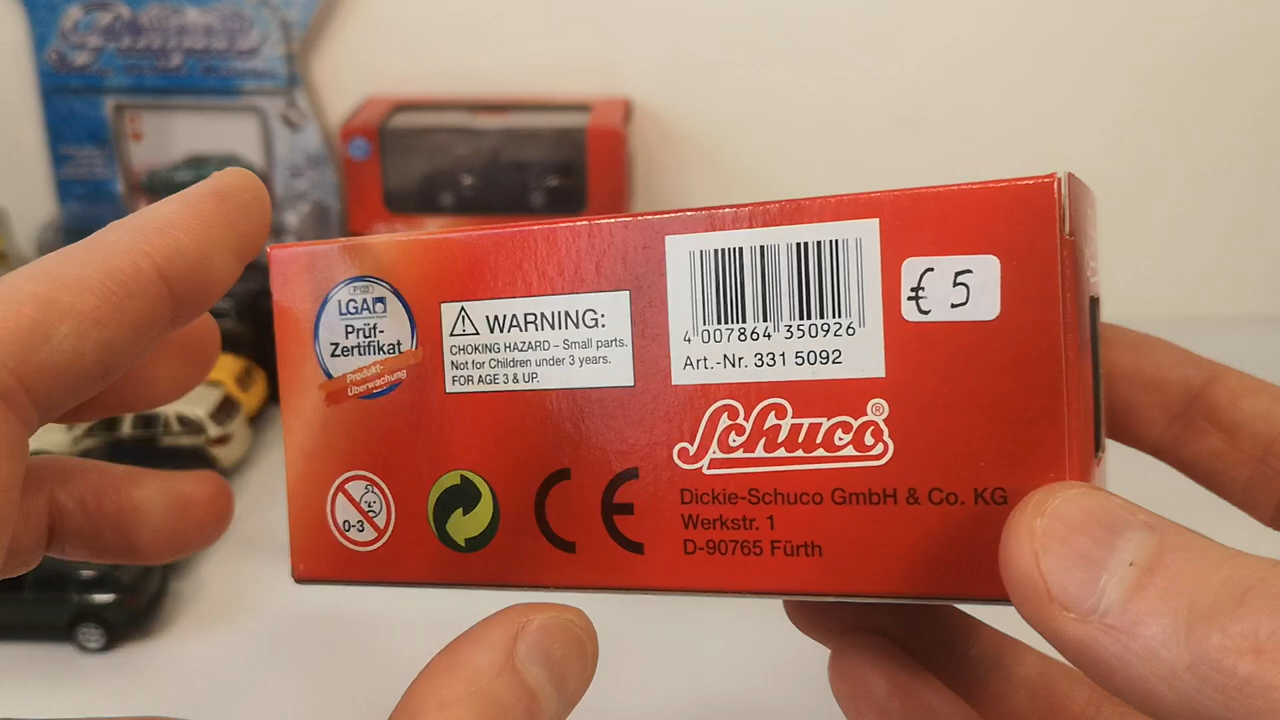 P123
LGA
Prüf-
Zertifikat
Produkt-
Überwachung
WARNING:
CHOKING HAZARD – Small parts.
Not for Children under 3 years.
FOR AGE 3 & UP.
4 007864 350926
Art.-Nr. 331 5092
€ 5
Schuco®
0-3
CE
Dickie-Schuco GmbH & Co. KG
Werkstr. 1
D-90765 Fürth